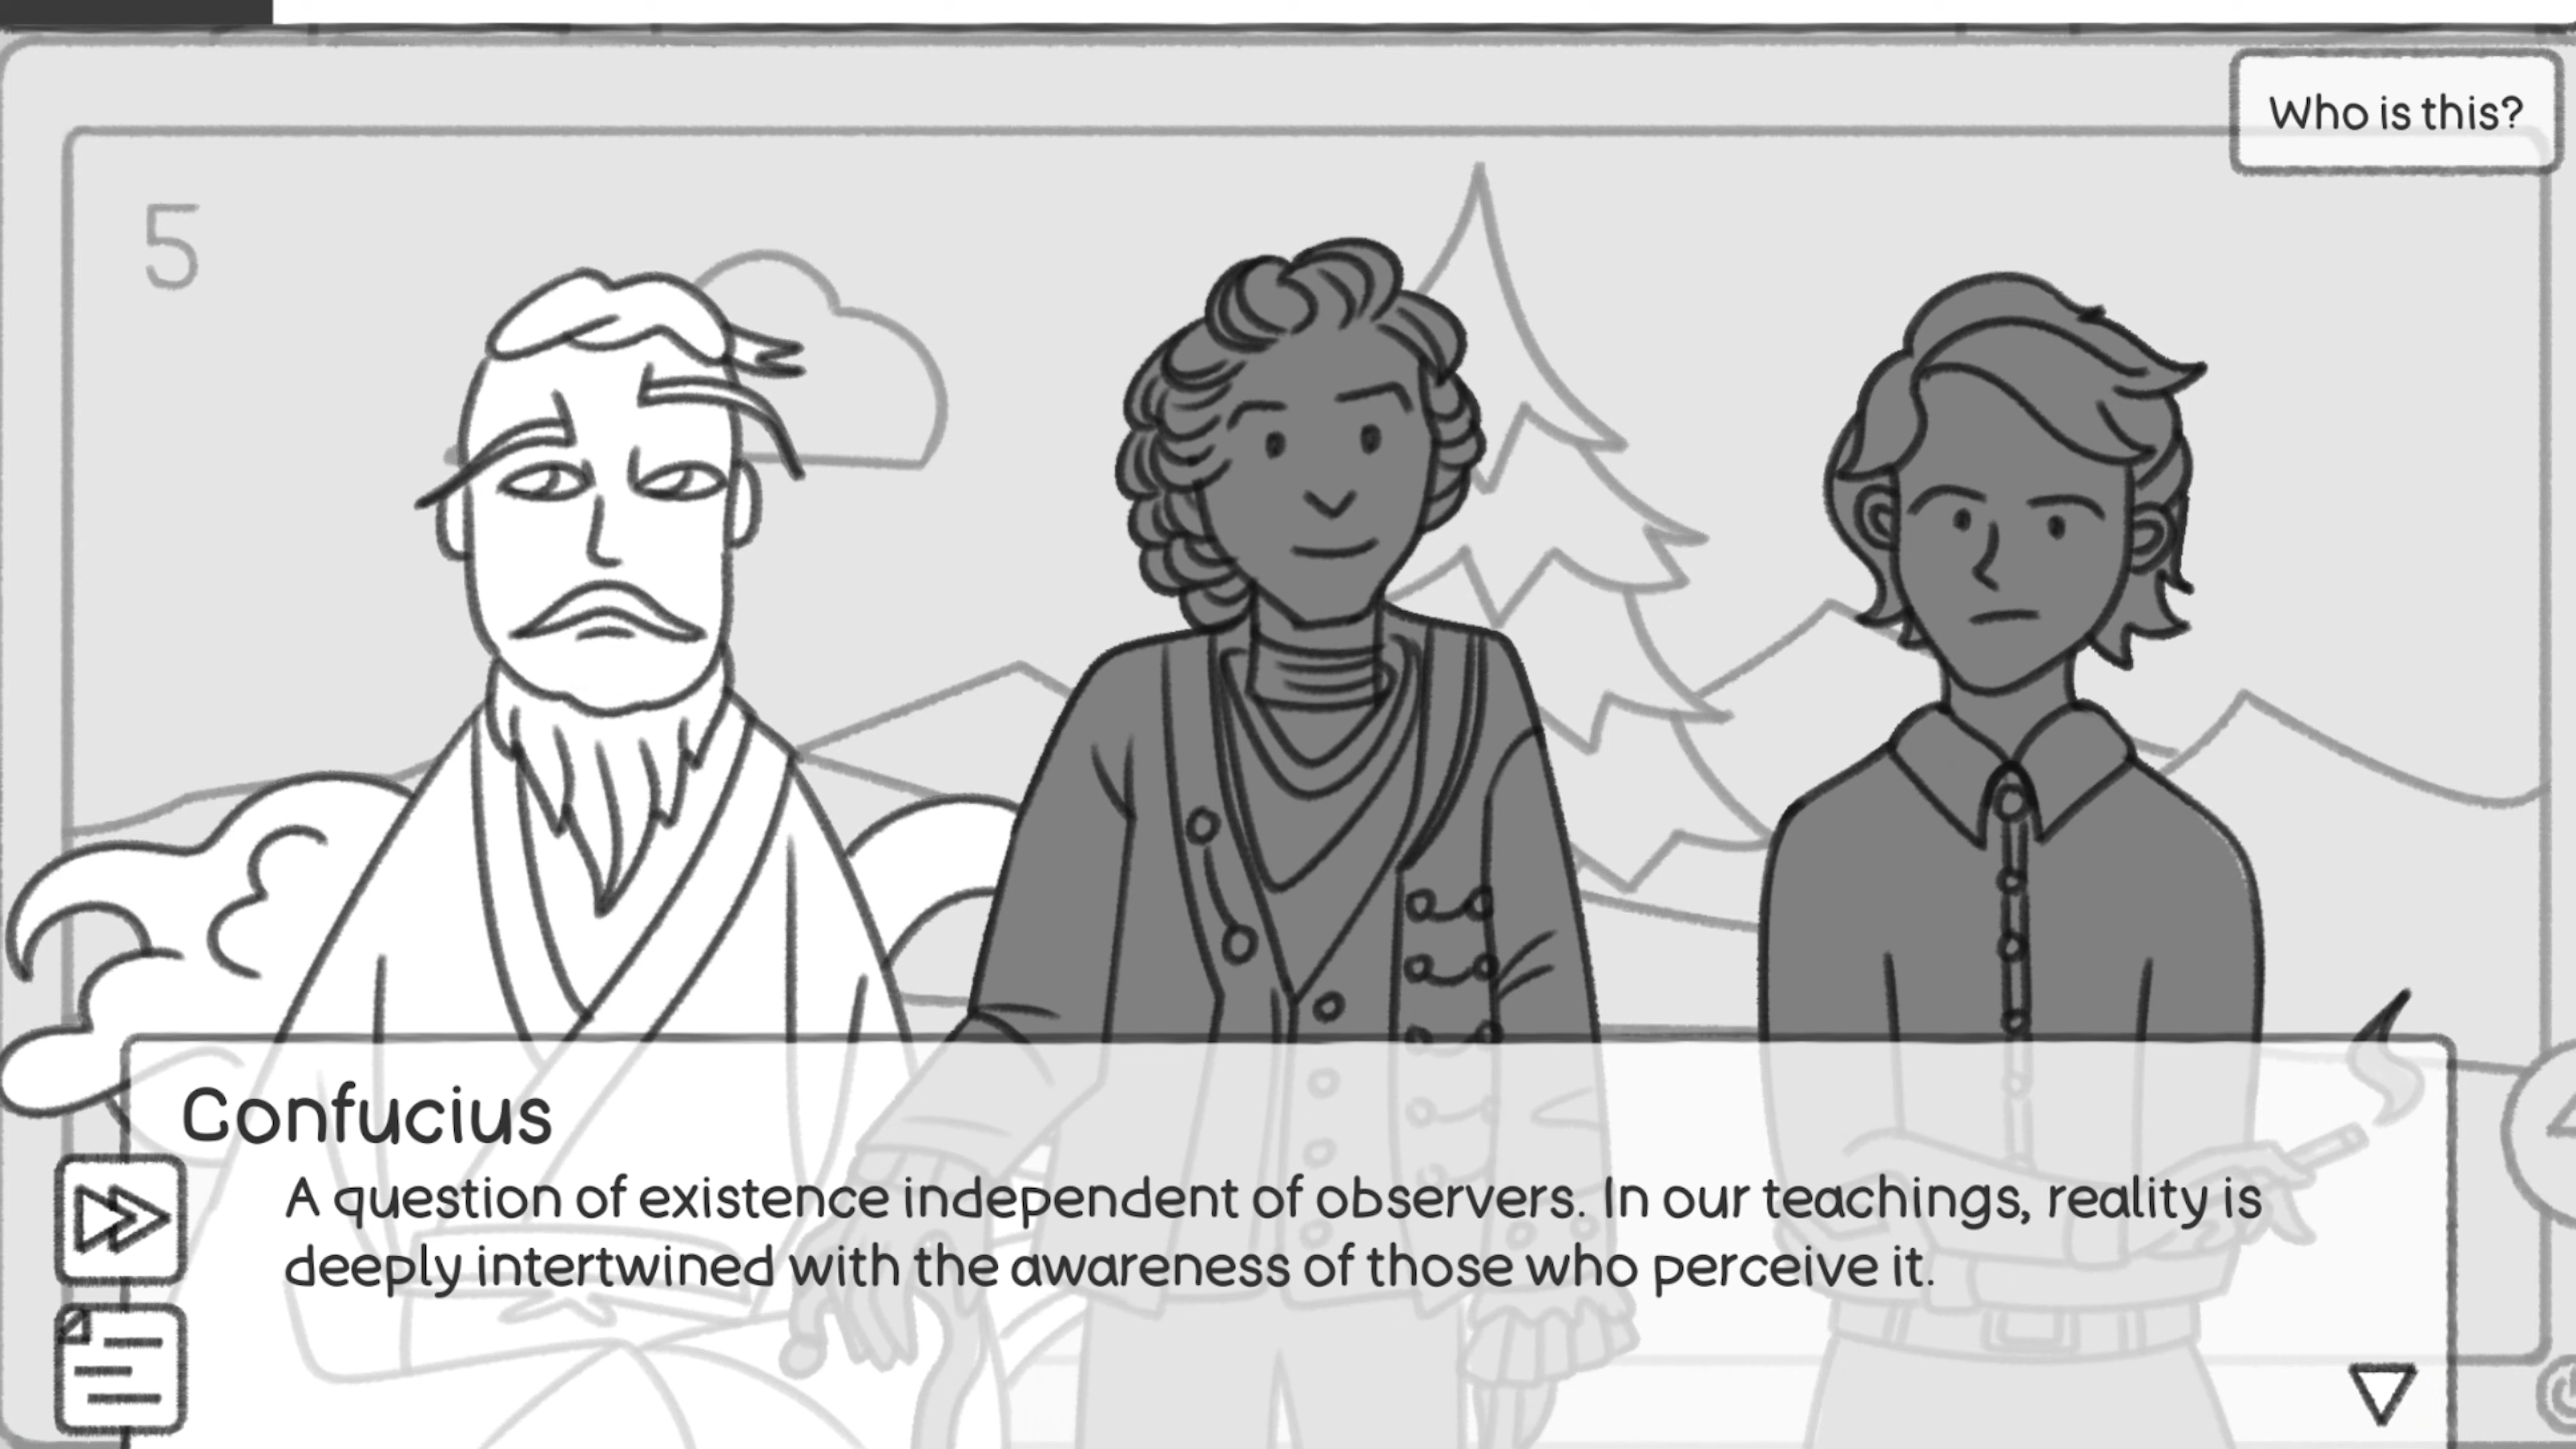 Who is this?
5
Confucius
A question of existence independent of observers. In our teachings, reality is
deeply intertwined with the awareness of those who perceive it.